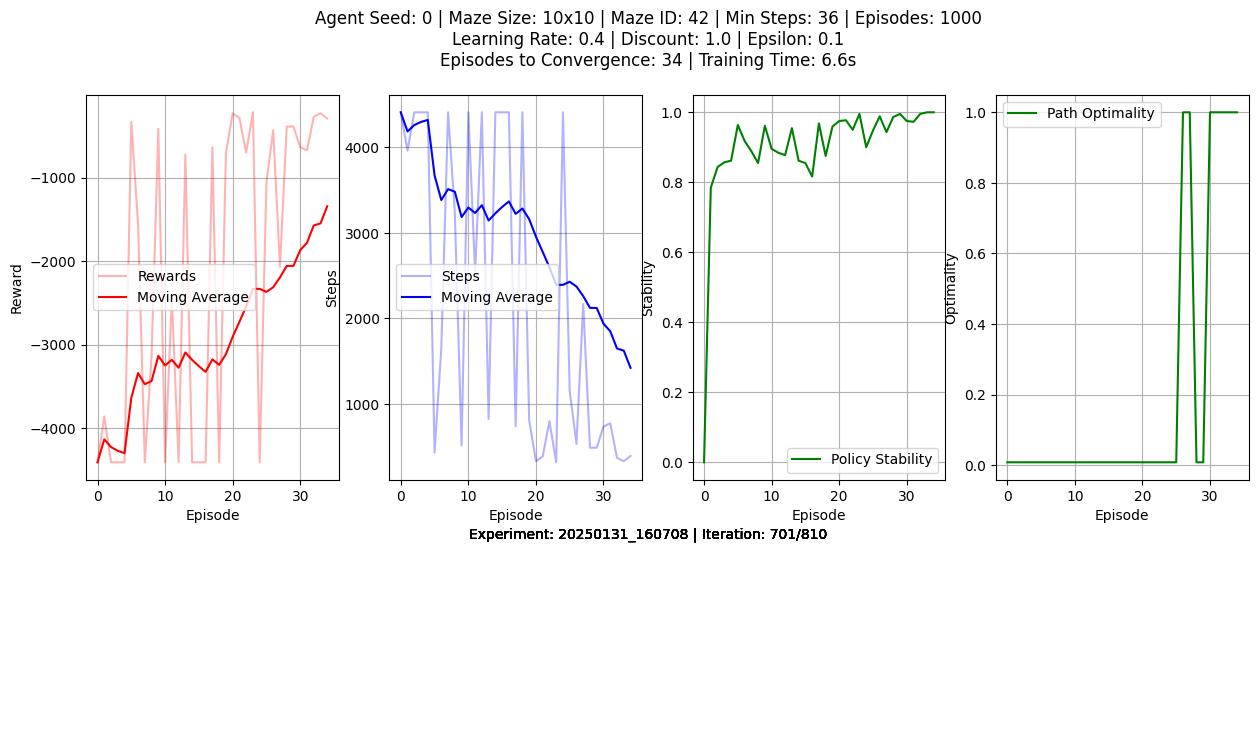 Agent Seed: 0 | Maze Size: 10x10 | Maze ID: 42 | Min Steps: 36 | Episodes: 1000
Learning Rate: 0.4 | Discount: 1.0 | Epsilon: 0.1
Episodes to Convergence: 34 | Training Time: 6.6s
Reward
−1000
−2000
−3000
−4000
0 10 20 30
Episode
Rewards
Moving Average
Steps
4000
3000
2000
1000
0 10 20 30
Episode
Steps
Moving Average
Stability
1.0
0.8
0.6
0.4
0.2
0.0
0 10 20 30
Episode
Policy Stability
Optimality
1.0
0.8
0.6
0.4
0.2
0.0
0 10 20 30
Episode
Path Optimality
Experiment: 20250131_160708 | Iteration: 701/810